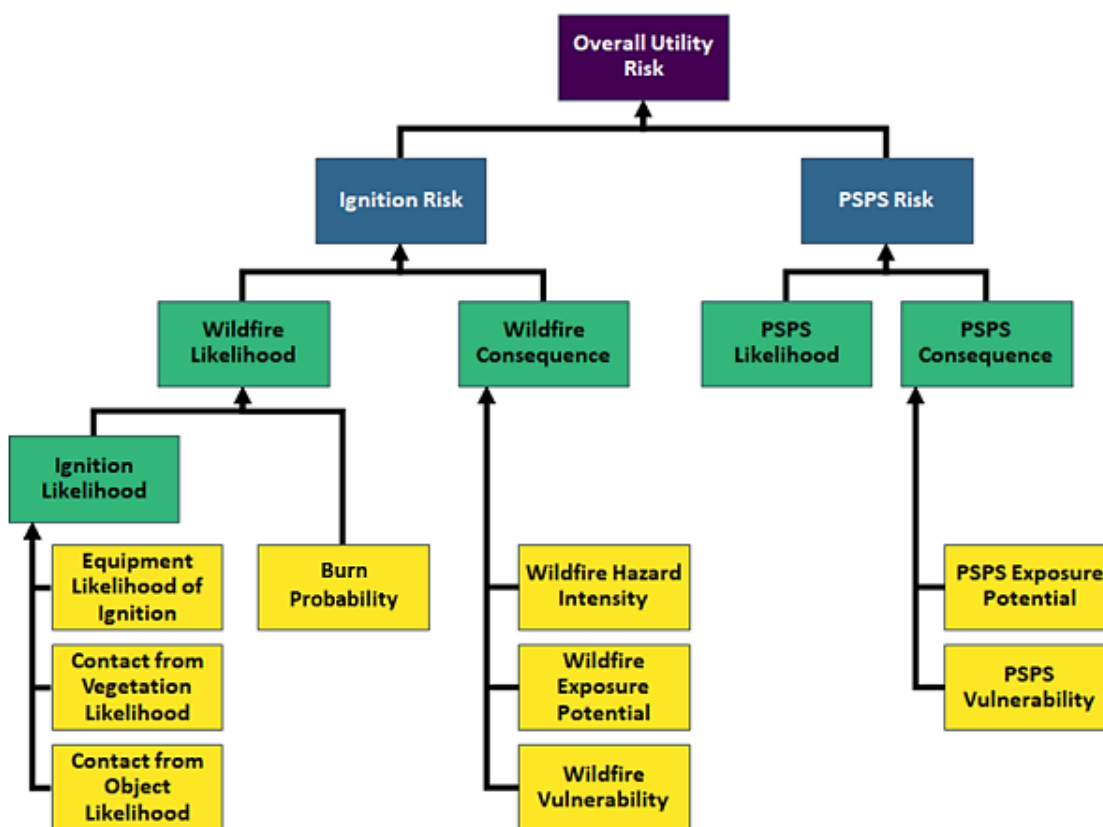 Overall Utility
Risk
Ignition Risk
PSPS Risk
Wildfire
Likelihood
Wildfire
Consequence
PSPS
Likelihood
PSPS
Consequence
Ignition
Likelihood
Equipment
Likelihood of
Ignition
Burn
Probability
Wildfire Hazard
Intensity
PSPS Exposure
Potential
Contact from
Vegetation
Likelihood
Wildfire
Exposure
Potential
PSPS
Vulnerability
Contact from
Object
Likelihood
Wildfire
Vulnerability